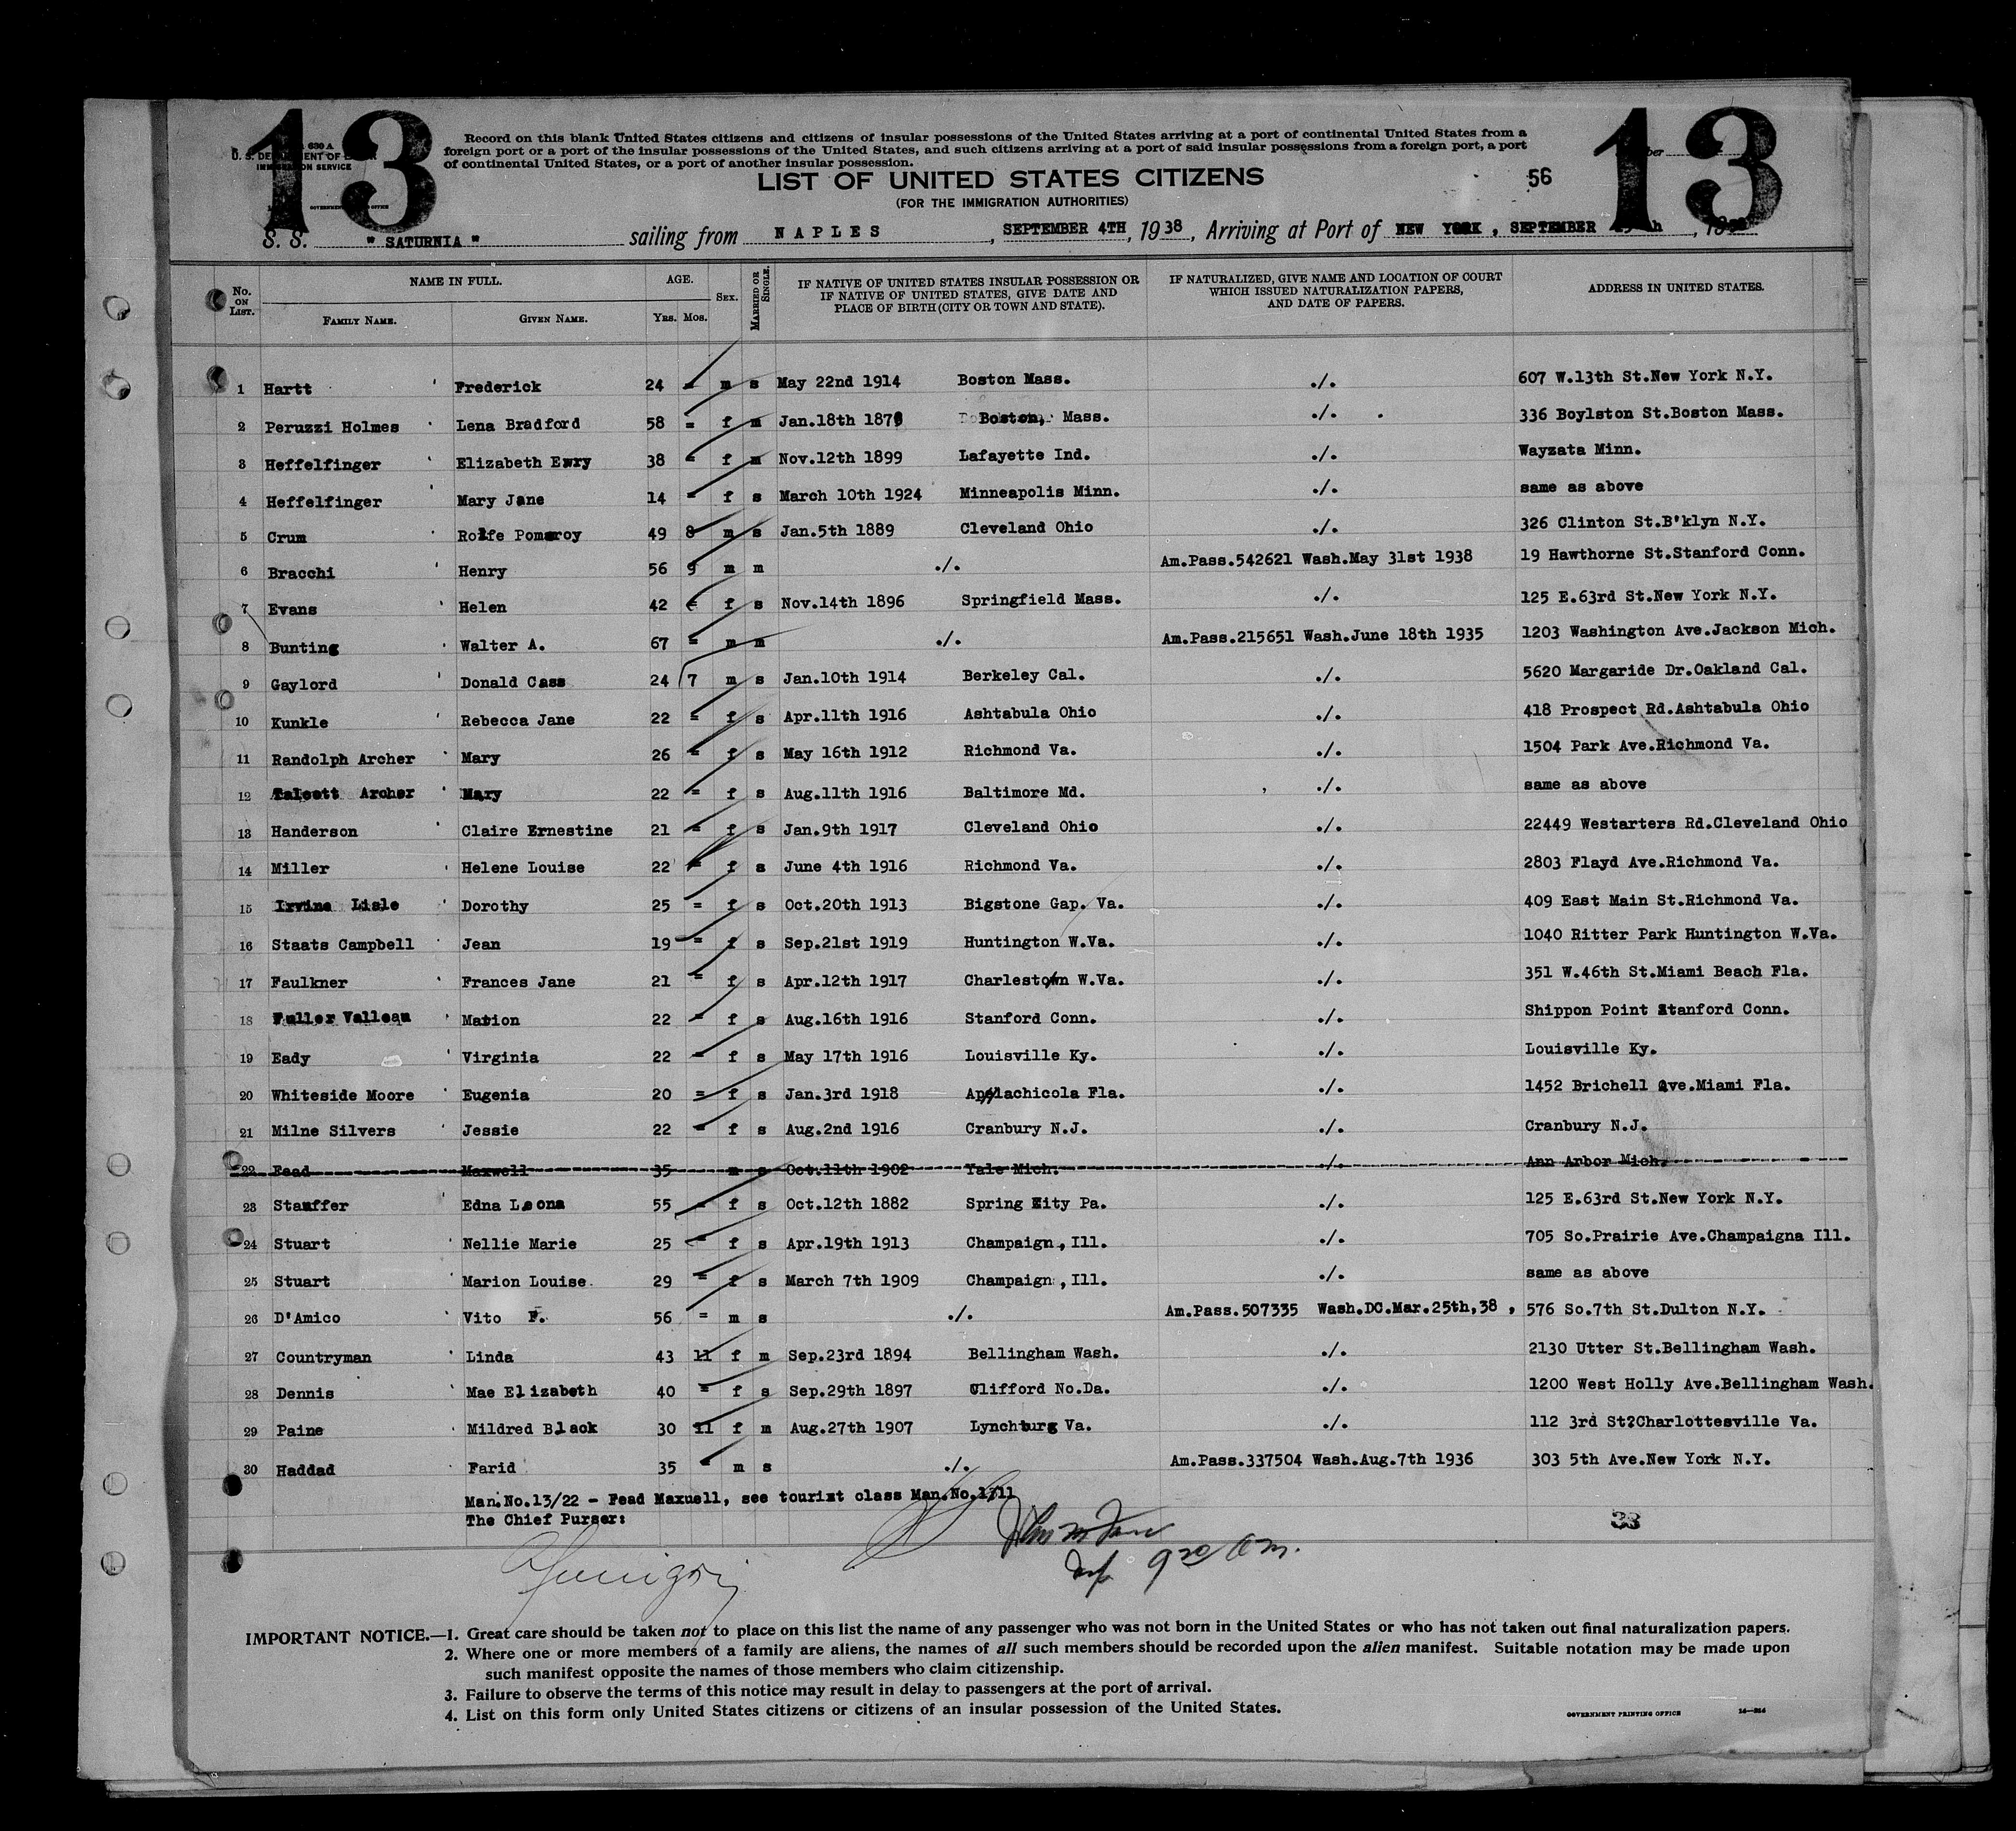 13
13
Record on this blank United States citizens and citizens of insular possessions of the United States arriving at a port of continental United States from a
foreign port or a port of the insular possessions of the United States, and such citizens arriving at a port of said insular possessions from a foreign port, a port
of continental United States, or a port of another insular possession.
630 A
IMMIGRATION SERVICE
LIST OF UNITED STATES CITIZENS
56
(FOR THE IMMIGRATION AUTHORITIES)
S. S. " SATURNIA " sailing from NAPLES, SEPTEMBER 4TH, 1938, Arriving at Port of NEW YORK, SEPTEMBER
No. ON LIST. NAME IN FULL. AGE. SEX. MARRIED OR SINGLE. IF NATIVE OF UNITED STATES INSULAR POSSESSION OR IF NATIVE OF UNITED STATES, GIVE DATE AND PLACE OF BIRTH (CITY OR TOWN AND STATE). IF NATURALIZED, GIVE NAME AND LOCATION OF COURT WHICH ISSUED NATURALIZATION PAPERS, AND DATE OF PAPERS. ADDRESS IN UNITED STATES.
FAMILY NAME. GIVEN NAME. YRS. MOS.
1 Hartt Frederick 24 = m s May 22nd 1914 Boston Mass. ./. 607 W.13th St.New York N.Y.
2 Peruzzi Holmes Lena Bradford 58 = f m Jan.18th Boston, Mass. ./. 336 Boylston St.Boston Mass.
3 Heffelfinger Elizabeth Ewry 38 = f m Nov.12th 1899 Lafayette Ind. ./. Wayzata Minn.
4 Heffelfinger Mary Jane 14 = f s March 10th 1924 Minneapolis Minn. ./. same as above
5 Crum Rolfe Pomeroy 49 8 m s Jan.5th 1889 Cleveland Ohio ./. 326 Clinton St.B'klyn N.Y.
6 Bracchi Henry 56 9 m m ./. Am.Pass.542621 Wash.May 31st 1938 19 Hawthorne St.Stanford Conn.
7 Evans Helen 42 = f s Nov.14th 1896 Springfield Mass. ./. 125 E.63rd St.New York N.Y.
8 Bunting Walter A. 67 = m m ./. Am.Pass.215651 Wash.June 18th 1935 1203 Washington Ave.Jackson Mich.
9 Gaylord Donald Cass 24 7 m s Jan.10th 1914 Berkeley Cal. ./. 5620 Margaride Dr.Oakland Cal.
10 Kunkle Rebecca Jane 22 = f s Apr.11th 1916 Ashtabula Ohio ./. 418 Prospect Rd.Ashtabula Ohio
11 Randolph Archer Mary 26 = f s May 16th 1912 Richmond Va. ./. 1504 Park Ave.Richmond Va.
12 Talcott Archer Mary 22 = f s Aug.11th 1916 Baltimore Md. ./. same as above
13 Handerson Claire Ernestine 21 = f s Jan.9th 1917 Cleveland Ohio ./. 22449 Westarters Rd.Cleveland Ohio
14 Miller Helene Louise 22 = f s June 4th 1916 Richmond Va. ./. 2803 Flayd Ave.Richmond Va.
15 Irvine Lisle Dorothy 25 = f s Oct.20th 1913 Bigstone Gap. Va. ./. 409 East Main St.Richmond Va.
16 Staats Campbell Jean 19 = f s Sep.21st 1919 Huntington W.Va. ./. 1040 Ritter Park Huntington W.Va.
17 Faulkner Frances Jane 21 = f s Apr.12th 1917 Charlestown W.Va. ./. 351 W.46th St.Miami Beach Fla.
18 Fuller Valleau Marion 22 = f s Aug.16th 1916 Stanford Conn. ./. Shippon Point Stanford Conn.
19 Eady Virginia 22 = f s May 17th 1916 Louisville Ky. ./. Louisville Ky.
20 Whiteside Moore Eugenia 20 = f s Jan.3rd 1918 Apalachicola Fla. ./. 1452 Brichell Ave.Miami Fla.
21 Milne Silvers Jessie 22 = f s Aug.2nd 1916 Cranbury N.J. ./. Cranbury N.J.
22 Fead Maxwell 35 m s Oct.11th 1902 Yale Mich. ./. Ann Arbor Mich.
23 Stauffer Edna Leona 55 = f s Oct.12th 1882 Spring City Pa. ./. 125 E.63rd St.New York N.Y.
24 Stuart Nellie Marie 25 = f s Apr.19th 1913 Champaign, Ill. ./. 705 So.Prairie Ave.Champaigna Ill.
25 Stuart Marion Louise 29 = f s March 7th 1909 Champaign, Ill. ./. same as above
26 D'Amico Vito F. 56 = m s ./. Am.Pass.507335 Wash.DC.Mar.25th,38 , 576 So.7th St.Dulton N.Y.
27 Countryman Linda 43 11 f m Sep.23rd 1894 Bellingham Wash. ./. 2130 Utter St.Bellingham Wash.
28 Dennis Mae Elizabeth 40 = f s Sep.29th 1897 Clifford No.Da. ./. 1200 West Holly Ave.Bellingham Wash.
29 Paine Mildred Black 30 11 f m Aug.27th 1907 Lynchburg Va. ./. 112 3rd St?Charlottesville Va.
30 Haddad Farid 35 = m s ./. Am.Pass.337504 Wash.Aug.7th 1936 303 5th Ave.New York N.Y.
Man.No.13/22 - Fead Maxuell, see tourist class Man.No.
The Chief Purser:
IMPORTANT NOTICE.—1. Great care should be taken not to place on this list the name of any passenger who was not born in the United States or who has not taken out final naturalization papers.
2. Where one or more members of a family are aliens, the names of all such members should be recorded upon the alien manifest. Suitable notation may be made upon
such manifest opposite the names of those members who claim citizenship.
3. Failure to observe the terms of this notice may result in delay to passengers at the port of arrival.
4. List on this form only United States citizens or citizens of an insular possession of the United States.
GOVERNMENT PRINTING OFFICE